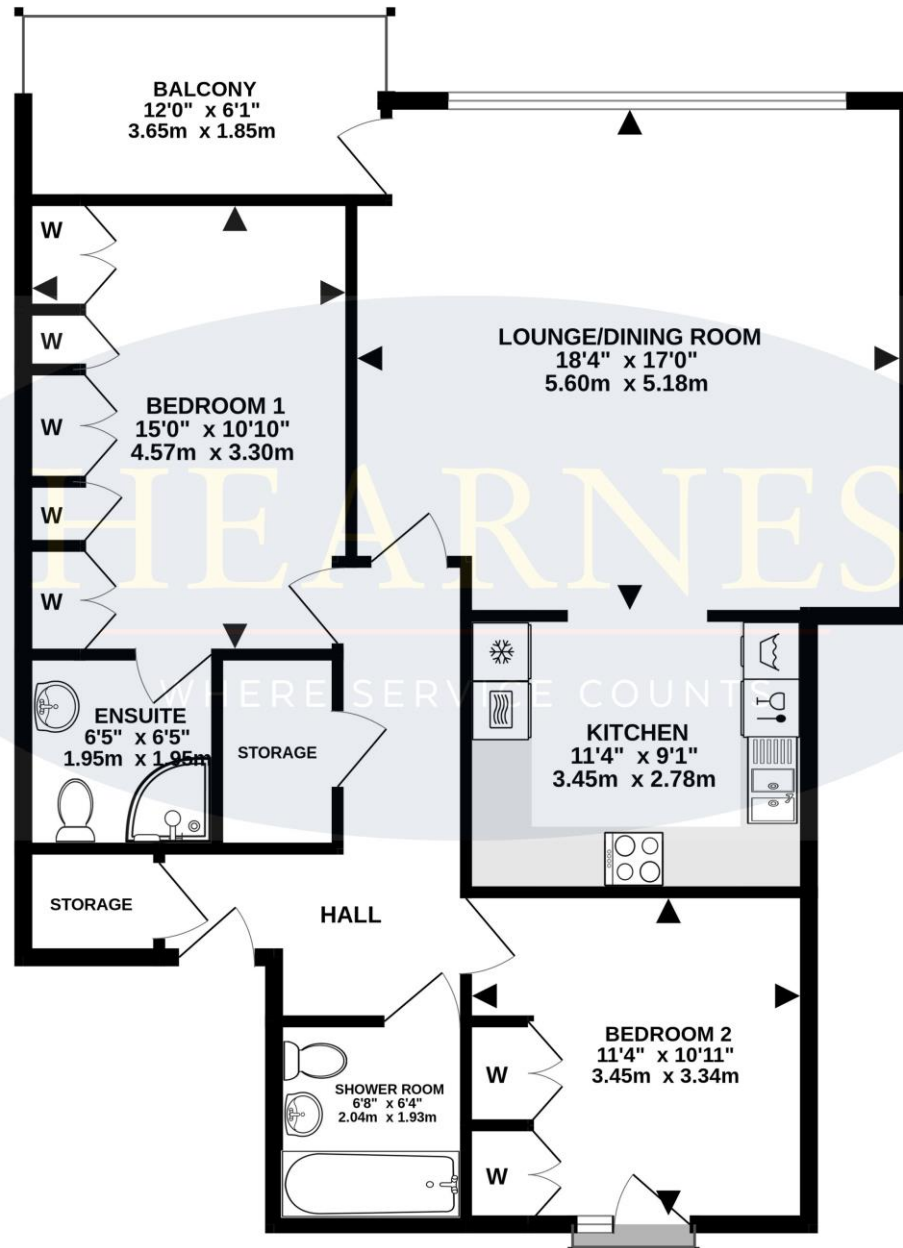 BALCONY
12'0" x 6'1"
3.65m x 1.85m
W
LOUNGE/DINING ROOM
18'4" x 17'0"
5.60m x 5.18m
W
BEDROOM 1
15'0" x 10'10"
4.57m x 3.30m
W
HEARNES
W
W
WHERE SERVICE COUNTS
ENSUITE
6'5" x 6'5"
1.95m x 1.95m
STORAGE
KITCHEN
11'4" x 9'1"
3.45m x 2.78m
STORAGE
HALL
BEDROOM 2
11'4" x 10'11"
3.45m x 3.34m
W
SHOWER ROOM
6'8" x 6'4"
2.04m x 1.93m
W